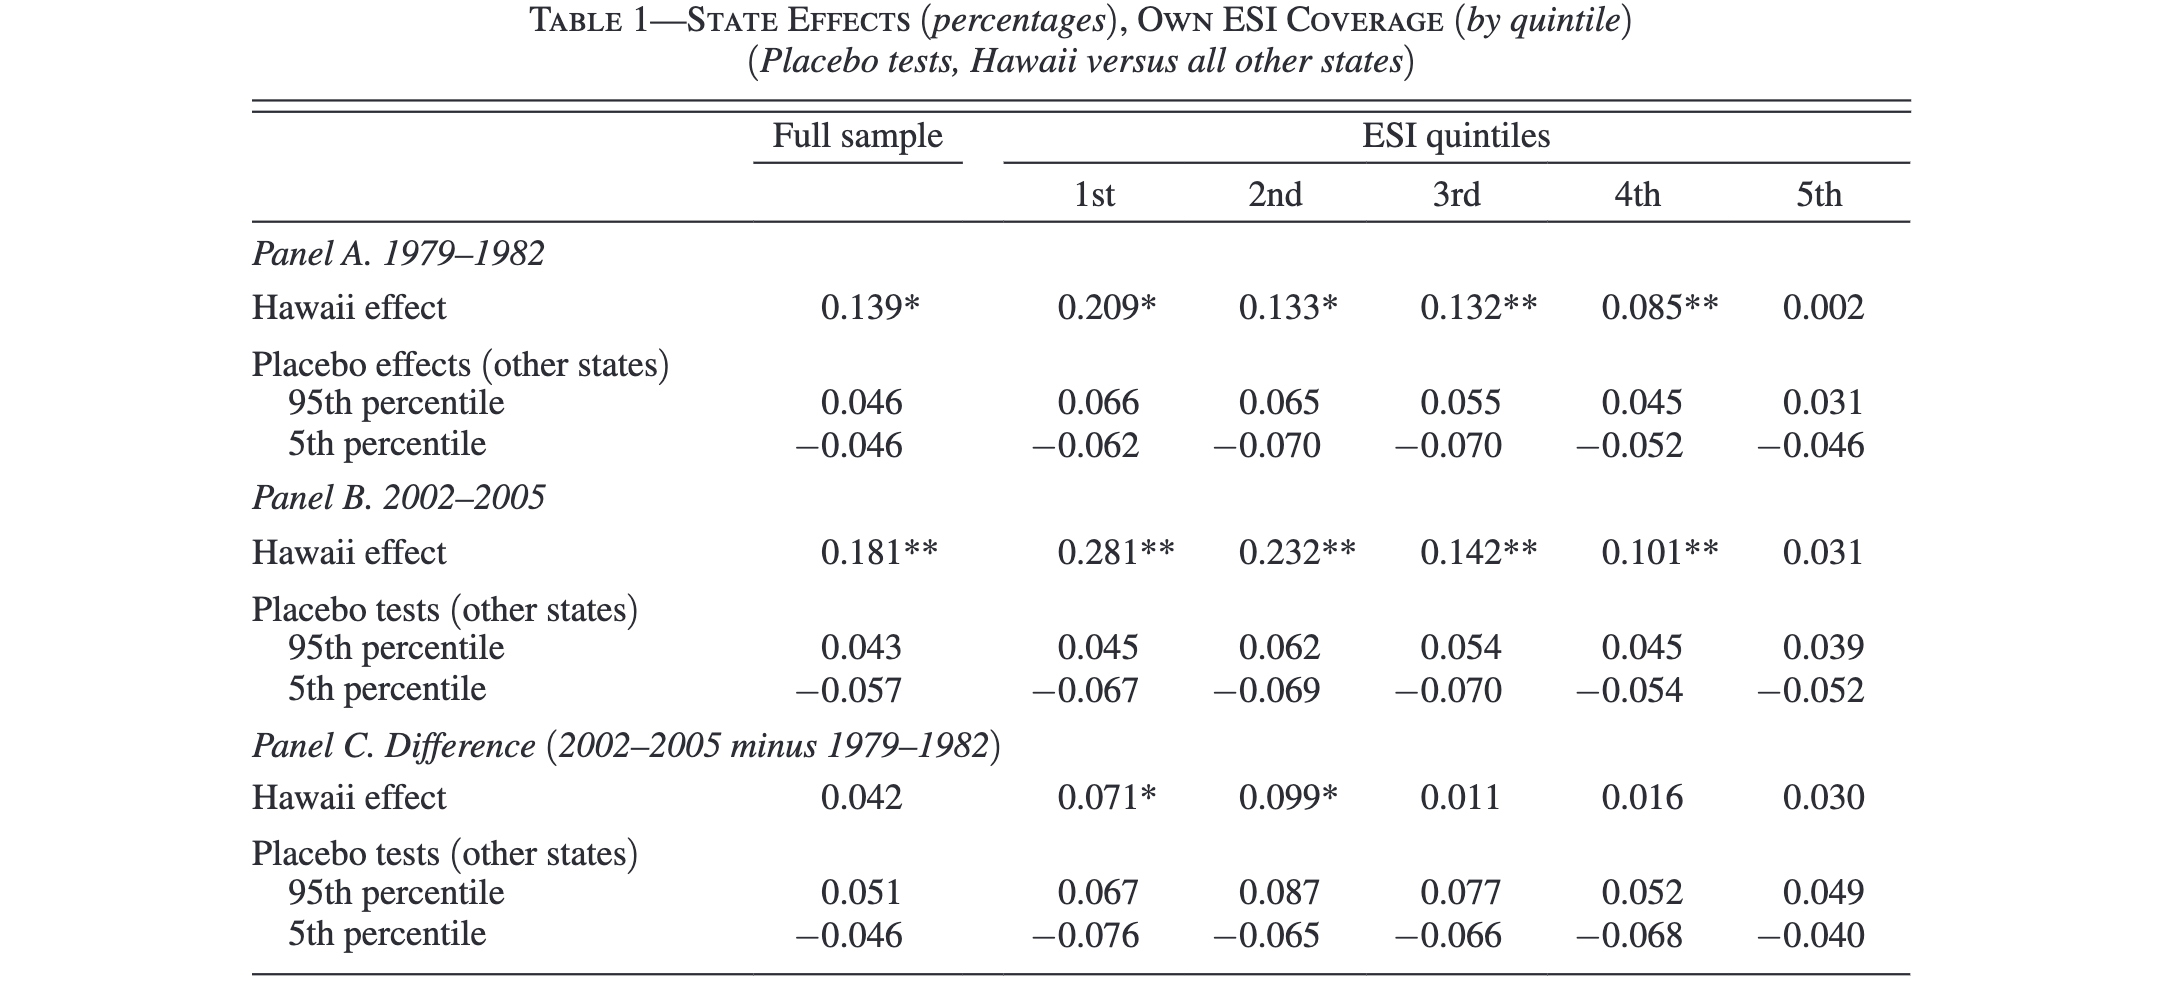 TABLE 1—STATE EFFECTS (percentages), OWN ESI COVERAGE (by quintile)
(Placebo tests, Hawaii versus all other states)
Full sample ESI quintiles
1st 2nd 3rd 4th 5th
Panel A. 1979–1982
Hawaii effect 0.139* 0.209* 0.133* 0.132** 0.085** 0.002
Placebo effects (other states)
95th percentile 0.046 0.066 0.065 0.055 0.045 0.031
5th percentile −0.046 −0.062 −0.070 −0.070 −0.052 −0.046
Panel B. 2002–2005
Hawaii effect 0.181** 0.281** 0.232** 0.142** 0.101** 0.031
Placebo tests (other states)
95th percentile 0.043 0.045 0.062 0.054 0.045 0.039
5th percentile −0.057 −0.067 −0.069 −0.070 −0.054 −0.052
Panel C. Difference (2002–2005 minus 1979–1982)
Hawaii effect 0.042 0.071* 0.099* 0.011 0.016 0.030
Placebo tests (other states)
95th percentile 0.051 0.067 0.087 0.077 0.052 0.049
5th percentile −0.046 −0.076 −0.065 −0.066 −0.068 −0.040